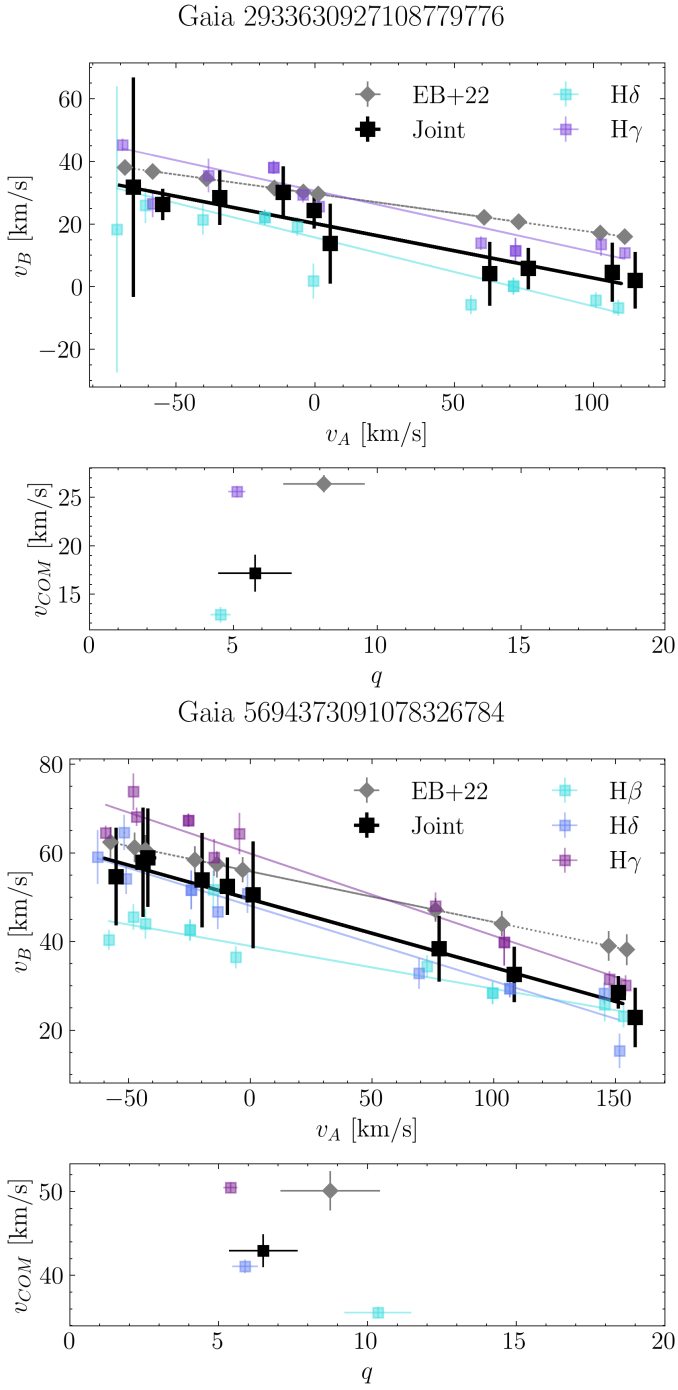 Gaia 2933630927108779776
EB+22
Joint
Hδ
Hγ
60
40
20
0
−20
v_B [km/s]
−50 0 50 100
v_A [km/s]
25
20
15
v_COM [km/s]
0 5 10 15 20
q
Gaia 5694373091078326784
EB+22
Joint
Hβ
Hδ
Hγ
80
60
40
20
v_B [km/s]
−50 0 50 100 150
v_A [km/s]
50
40
v_COM [km/s]
0 5 10 15 20
q